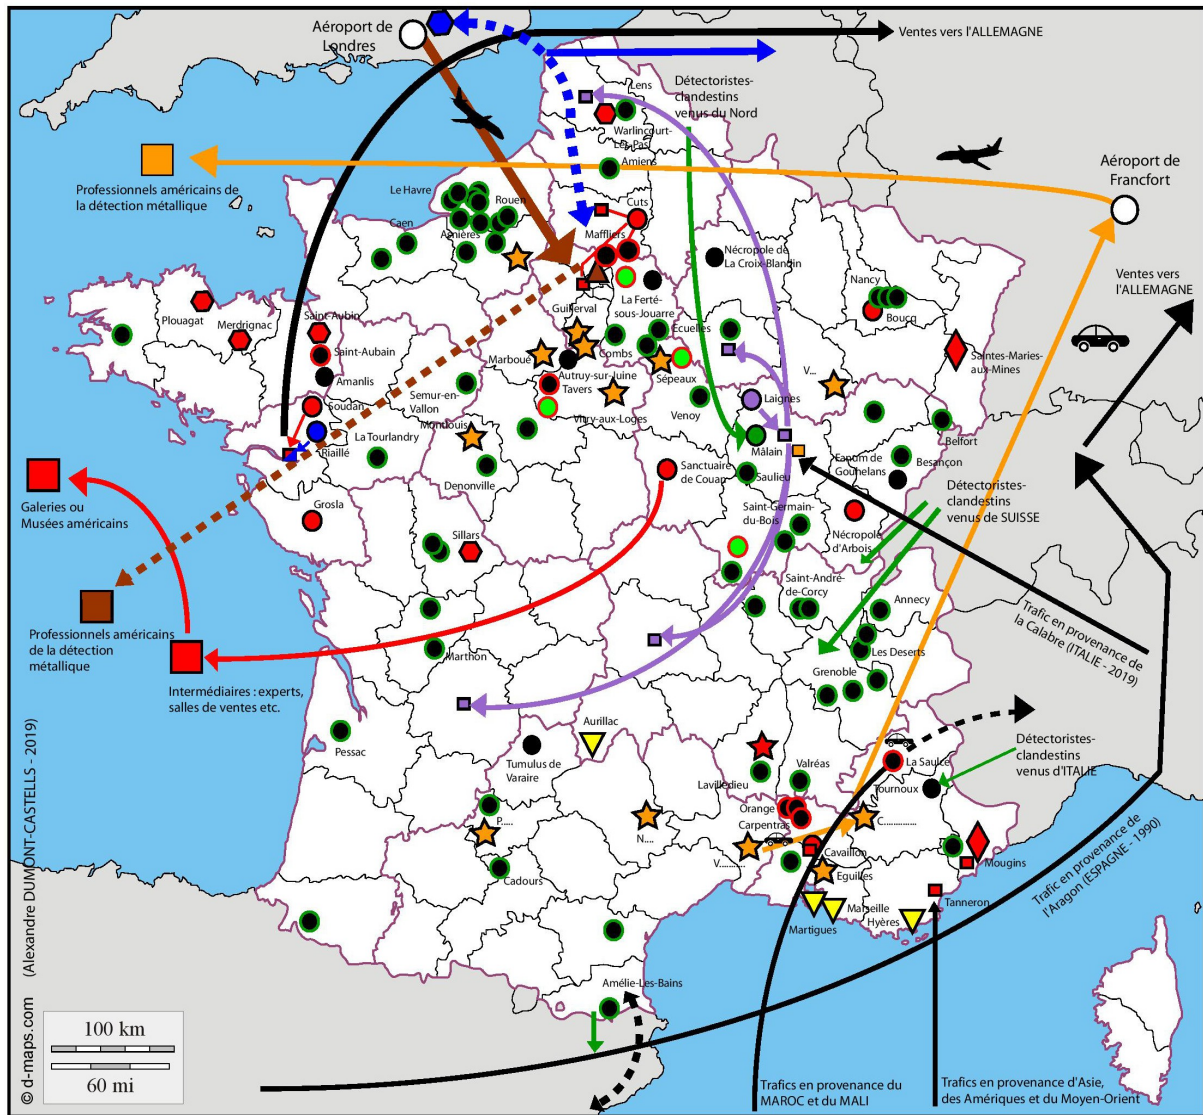 Aéroport de
Londres
Ventes vers l'ALLEMAGNE
Détectoristes-
clandestins
venus du Nord
Lens
Warlincourt-
Les-Pas
Amiens
Aéroport de
Francfort
Professionnels américains de
la détection métallique
Le Havre
Rouen
Caen
Asnières
Cuts
Maffliers
Nécropole de
La Croix-Blandin
Ventes vers
l'ALLEMAGNE
Nancy
Boucq
La Ferté-
sous-Jouarre
Plouagat
Merdrignac
Saint-Aubin
Saint-Aubain
Amanlis
Guillerval
Ecuelles
Combs
Marboué
Sépeaux
Saintes-Maries-
aux-Mines
V...
Autruy-sur-Juine
Tavers
Semur-en-
Vallon
Mondouis
Vitry-aux-Loges
Venoy
Laignes
Soudan
Riaillé
La Tourlandry
Denonville
Malain
Saulieu
Belfort
Besançon
Fanum de
Gouhelans
Sanctuaire
de Couan
Galeries ou
Musées américains
Grosla
Sillars
Saint-Germain-
du-Bois
Nécropole
d'Arbois
Détectoristes-
clandestins
venus de SUISSE
Saint-André-
de-Corcy
Annecy
Les Deserts
Grenoble
Trafic en provenance de
la Calabre (ITALIE - 2019)
Professionnels américains
de la détection
métallique
Marthon
Intermédiaires : experts,
salles de ventes etc.
Pessac
Aurillac
Tumulus de
Varaire
Lavilledieu
Valréas
La Saulce
Tournoux
Détectoristes-
clandestins
venus d'ITALIE
Orange
Carpentras
P.....
N....
V...........
C..............
Cavaillon
Eguilles
Mougins
Tanneron
Cadours
Marseille
Martigues
Hyères
Trafic en provenance de
l'Aragon (ESPAGNE - 1990)
Amélie-Les-Bains
Trafics en provenance du
MAROC et du MALI
Trafics en provenance d'Asie,
des Amériques et du Moyen-Orient
100 km
60 mi
© d-maps.com (Alexandre DUMONT-CASTELLS - 2019)